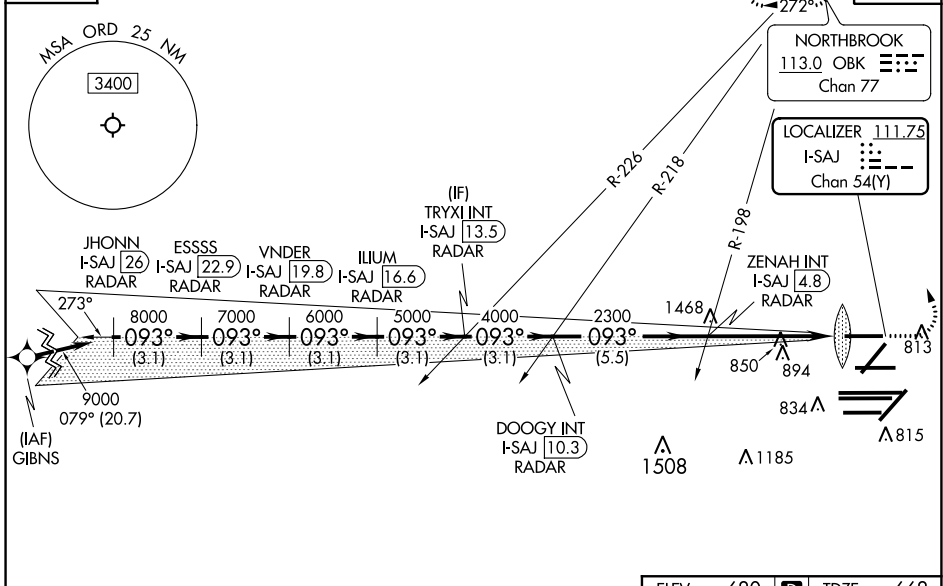 272°
MSA ORD 25 NM
3400
NORTHBROOK
113.0 OBK
Chan 77
LOCALIZER 111.75
I-SAJ
Chan 54(Y)
R-226
R-218
R-198
(IF)
TRYXI INT
I-SAJ 13.5
RADAR
JHONN
I-SAJ 26
RADAR
ESSSS
I-SAJ 22.9
RADAR
VNDER
I-SAJ 19.8
RADAR
ILIUM
I-SAJ 16.6
RADAR
ZENAH INT
I-SAJ 4.8
RADAR
273°
8000
093°
(3.1)
7000
093°
(3.1)
6000
093°
(3.1)
5000
093°
(3.1)
4000
093°
(3.1)
2300
093°
(5.5)
1468
850
894
813
834
815
9000
079° (20.7)
(IAF)
GIBNS
DOOGY INT
I-SAJ 10.3
RADAR
1508
1185